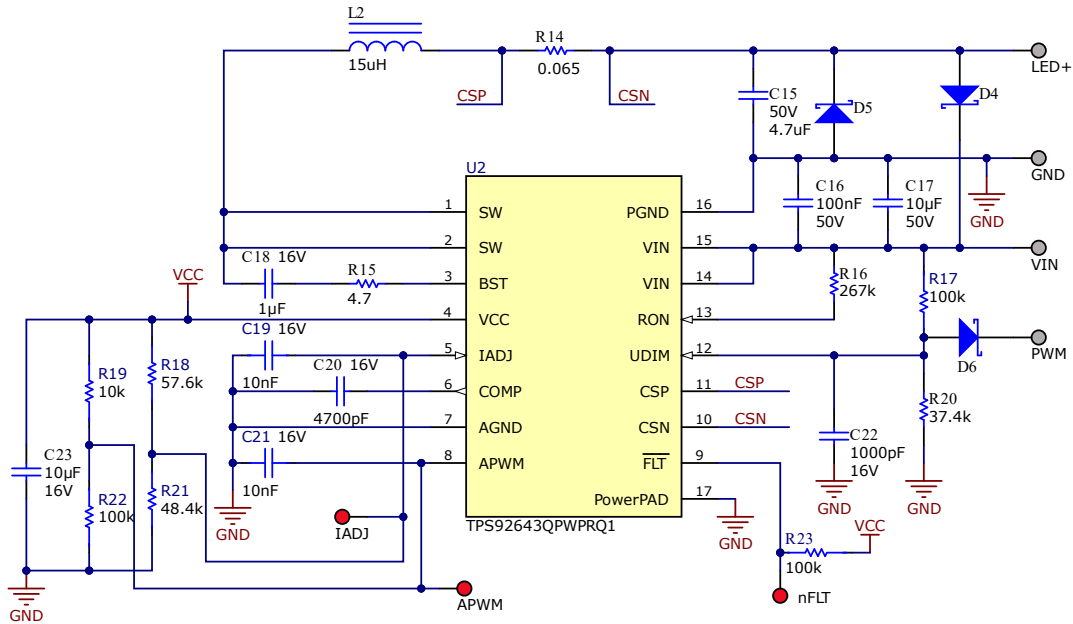 L2
15uH
R14
0.065
CSP
CSN
LED+
C15
50V
4.7uF
D5
D4
GND
GND
U2
1 SW
2 SW
3 BST
4 VCC
5 IADJ
6 COMP
7 AGND
8 APWM
PGND 16
VIN 15
VIN 14
RON 13
UDIM 12
CSP 11
CSN 10
FLT 9
PowerPAD 17
TPS92643QPWPRQ1
CSP
CSN
C16
100nF
50V
C17
10µF
50V
VIN
R16
267k
R17
100k
D6
PWM
R20
37.4k
C22
1000pF
16V
GND
GND
GND
VCC
R23
100k
nFLT
C18 16V
1µF
R15
4.7
VCC
C19 16V
10nF
C20 16V
4700pF
C21 16V
10nF
GND
R19
10k
R18
57.6k
C23
10µF
16V
R22
100k
R21
48.4k
IADJ
APWM
GND